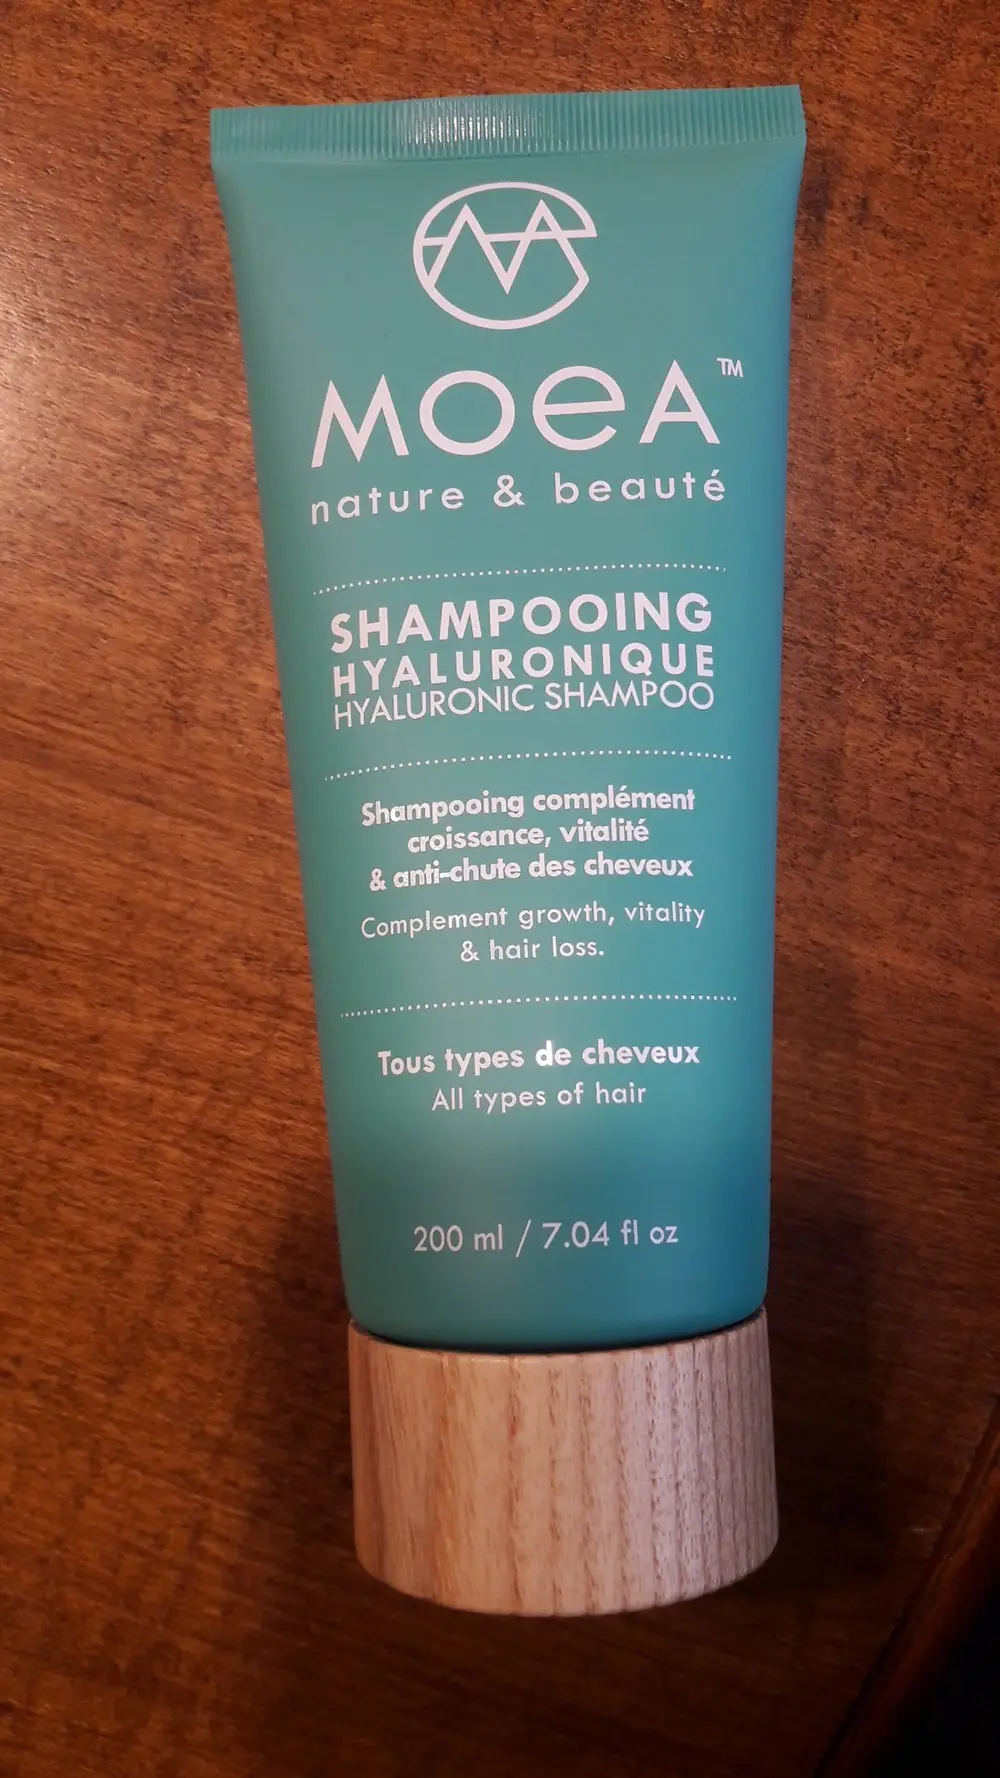 MOeA™
nature & beauté
SHAMPOOING
HYALURONIQUE
HYALURONIC SHAMPOO
Shampooing complément
croissance, vitalité
& anti-chute des cheveux
Complement growth, vitality
& hair loss.
Tous types de cheveux
All types of hair
200 ml / 7.04 fl oz